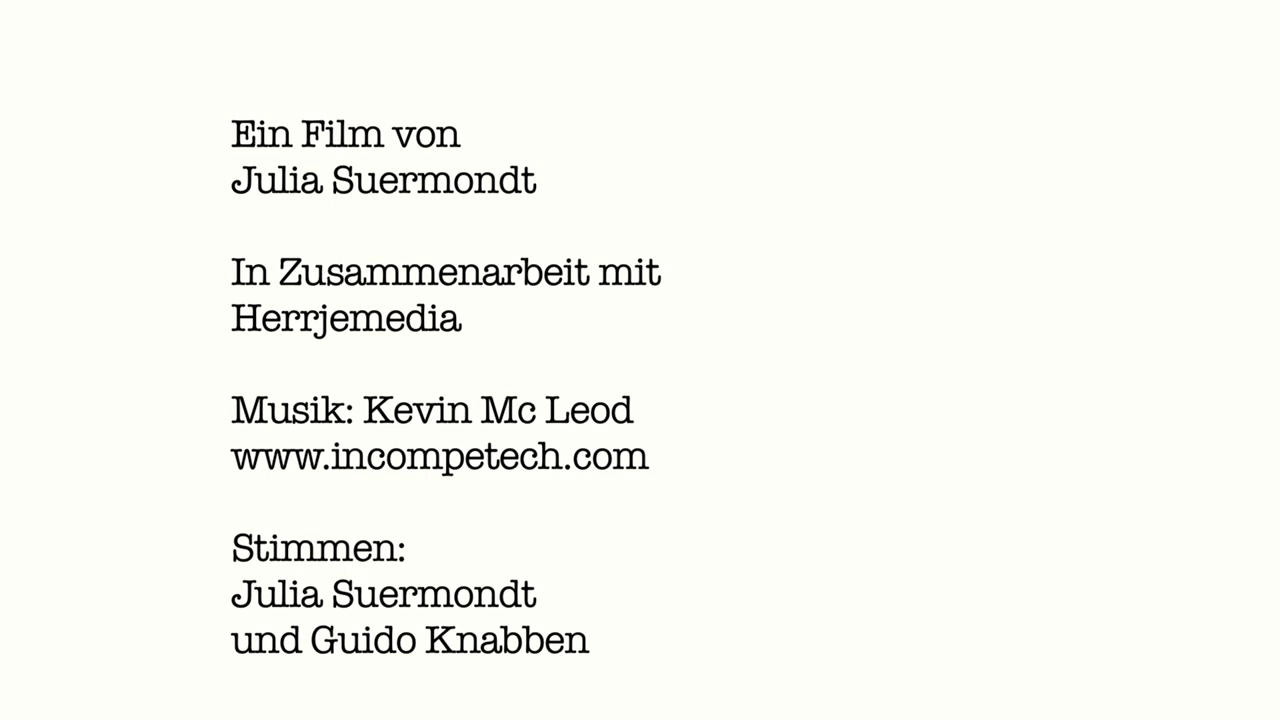 Ein Film von
Julia Suermondt
In Zusammenarbeit mit
Herrjemedia
Musik: Kevin Mc Leod
www.incompetech.com
Stimmen:
Julia Suermondt
und Guido Knabben